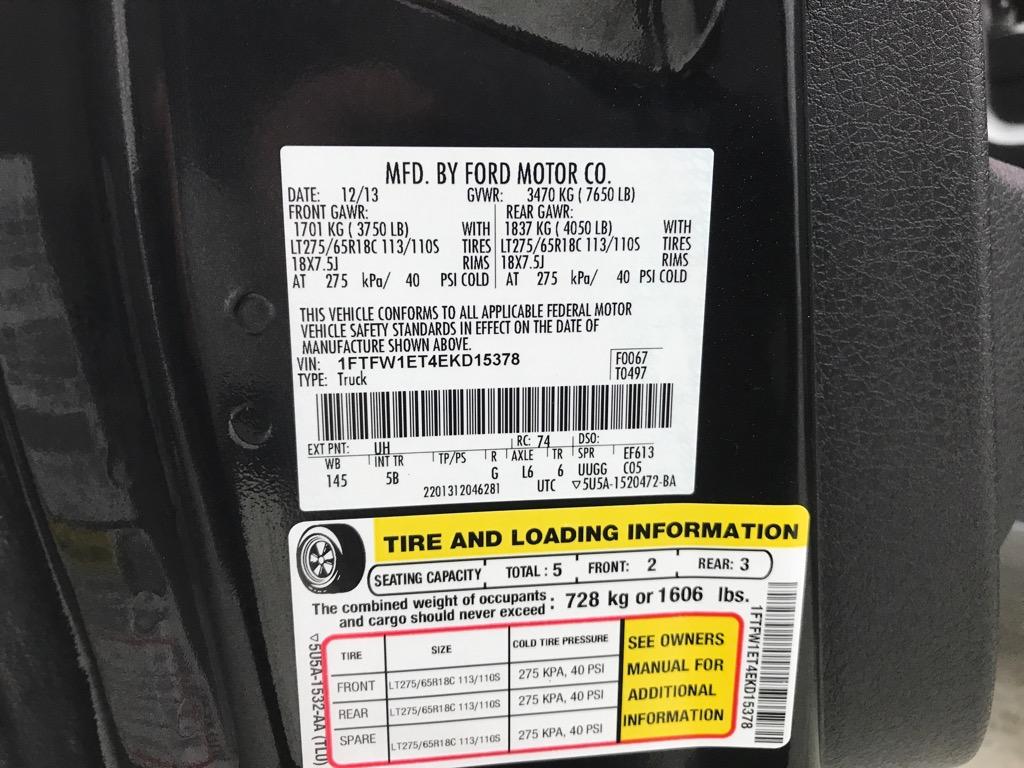 MFD. BY FORD MOTOR CO.
DATE: 12/13 GVWR: 3470 KG ( 7650 LB)
FRONT GAWR: REAR GAWR:
1701 KG ( 3750 LB) WITH 1837 KG ( 4050 LB) WITH
LT275/65R18C 113/110S TIRES LT275/65R18C 113/110S TIRES
18X7.5J RIMS 18X7.5J RIMS
AT 275 kPa/ 40 PSI COLD AT 275 kPa/ 40 PSI COLD
THIS VEHICLE CONFORMS TO ALL APPLICABLE FEDERAL MOTOR
VEHICLE SAFETY STANDARDS IN EFFECT ON THE DATE OF
MANUFACTURE SHOWN ABOVE.
VIN: 1FTFW1ET4EKD15378 F0067
TYPE: Truck T0497
EXT PNT: UH RC: 74 DSO:
WB INT TR TP/PS R AXLE TR SPR EF613
145 5B G L6 6 UUGG C05
2201312046281 UTC ▽5U5A-1520472-BA
TIRE AND LOADING INFORMATION
SEATING CAPACITY TOTAL : 5 FRONT: 2 REAR: 3
The combined weight of occupants
and cargo should never exceed : 728 kg or 1606 lbs.
TIRE SIZE COLD TIRE PRESSURE
FRONT LT275/65R18C 113/110S 275 KPA, 40 PSI
REAR LT275/65R18C 113/110S 275 KPA, 40 PSI
SPARE LT275/65R18C 113/110S 275 KPA, 40 PSI
SEE OWNERS
MANUAL FOR
ADDITIONAL
INFORMATION
▽5U5A-1532-AA (TLU)
1FTFW1ET4EKD15378